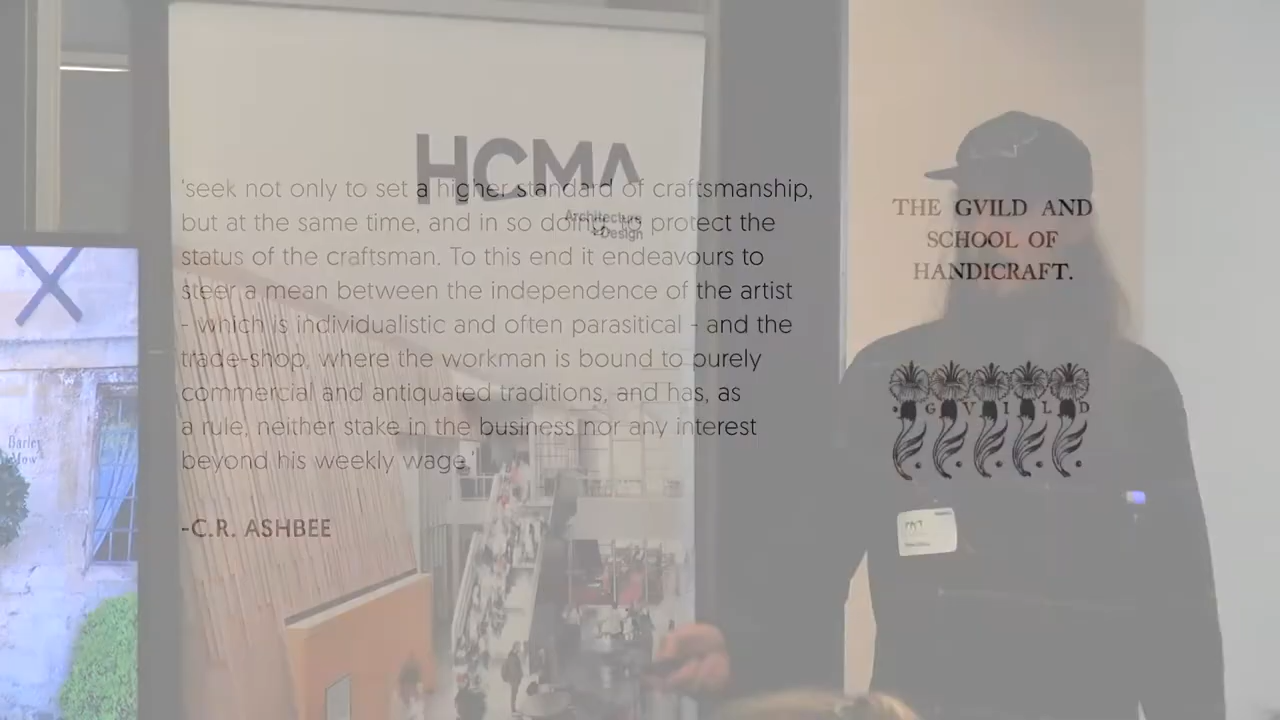 HCMA
Architecture
+ Design
'seek not only to set a higher standard of craftsmanship,
but at the same time, and in so doing to protect the
status of the craftsman. To this end it endeavours to
steer a mean between the independence of the artist
- which is individualistic and often parasitical - and the
trade-shop, where the workman is bound to purely
commercial and antiquated traditions, and has, as
a rule, neither stake in the business nor any interest
beyond his weekly wage.
-C.R. ASHBEE
THE GVILD AND
SCHOOL OF
HANDICRAFT.
G V I L D
Barley
Mow